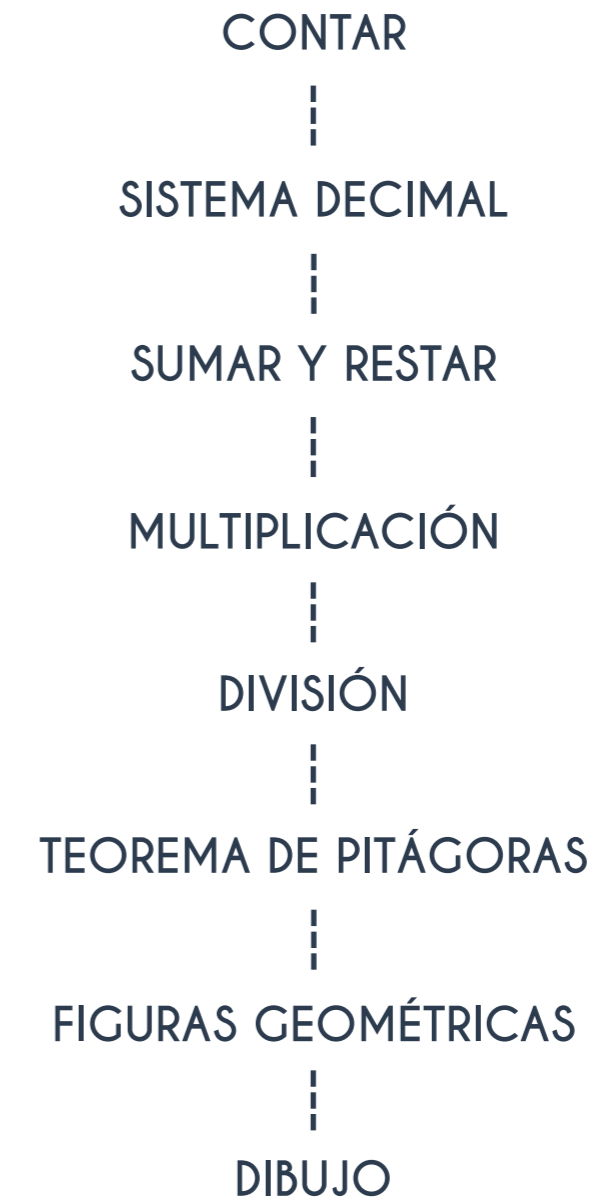 CONTAR
SISTEMA DECIMAL
SUMAR Y RESTAR
MULTIPLICACIÓN
DIVISIÓN
TEOREMA DE PITÁGORAS
FIGURAS GEOMÉTRICAS
DIBUJO